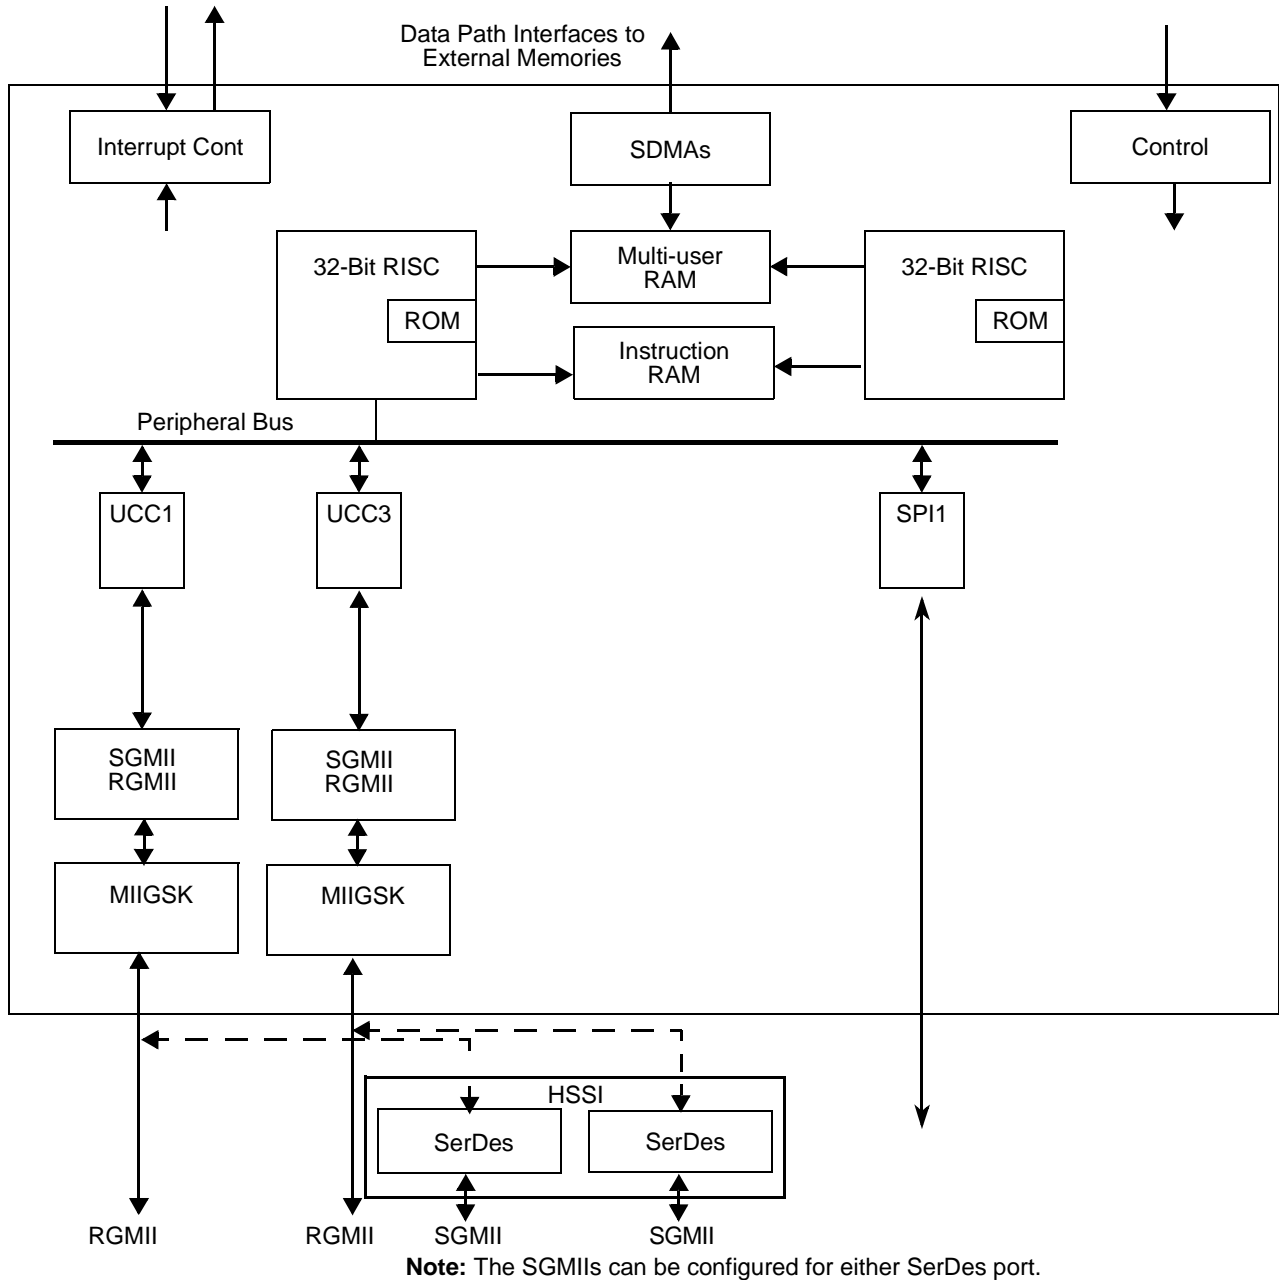 Data Path Interfaces to
External Memories
Interrupt Cont
SDMAs
Control
32-Bit RISC
ROM
Multi-user
RAM
32-Bit RISC
ROM
Instruction
RAM
Peripheral Bus
UCC1
UCC3
SPI1
SGMII
RGMII
SGMII
RGMII
MIIGSK
MIIGSK
HSSI
SerDes
SerDes
RGMII
RGMII
SGMII
SGMII
Note: The SGMIIs can be configured for either SerDes port.